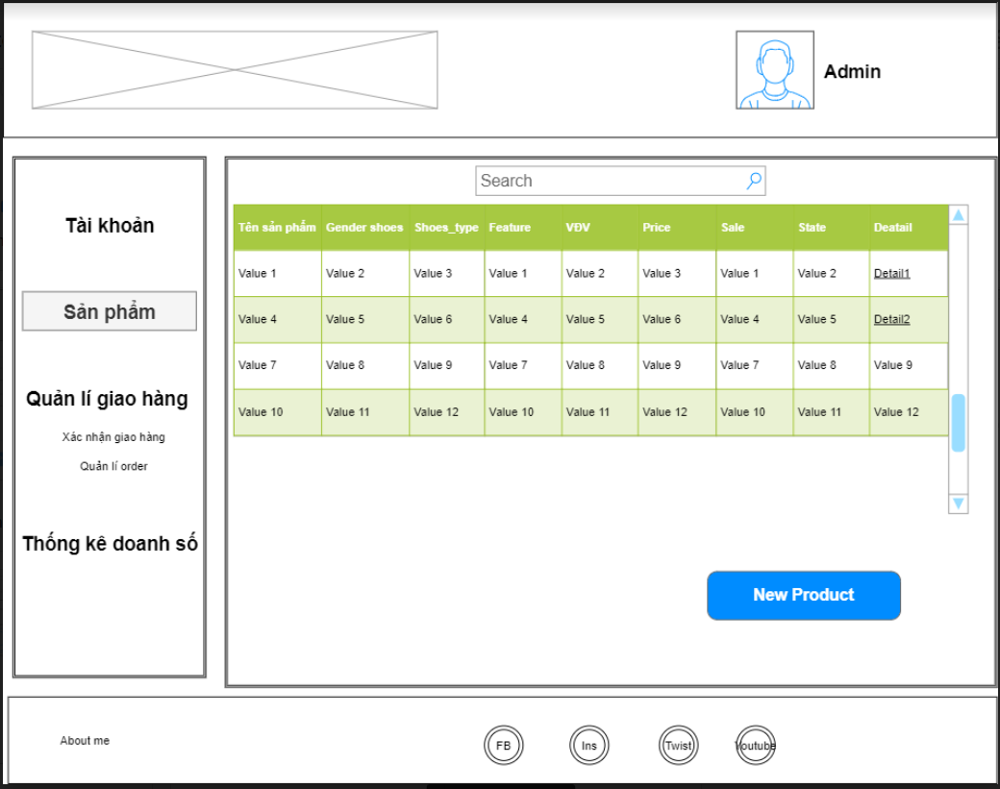 Admin
Tài khoản
Sản phẩm
Quản lí giao hàng
Xác nhận giao hàng
Quản lí order
Thống kê doanh số
Search
Tên sản phẩm Gender shoes Shoes_type Feature VĐV Price Sale State Deatail
Value 1 Value 2 Value 3 Value 1 Value 2 Value 3 Value 1 Value 2 Detail1
Value 4 Value 5 Value 6 Value 4 Value 5 Value 6 Value 4 Value 5 Detail2
Value 7 Value 8 Value 9 Value 7 Value 8 Value 9 Value 7 Value 8 Value 9
Value 10 Value 11 Value 12 Value 10 Value 11 Value 12 Value 10 Value 11 Value 12
New Product
About me
FB Ins Twist Youtube